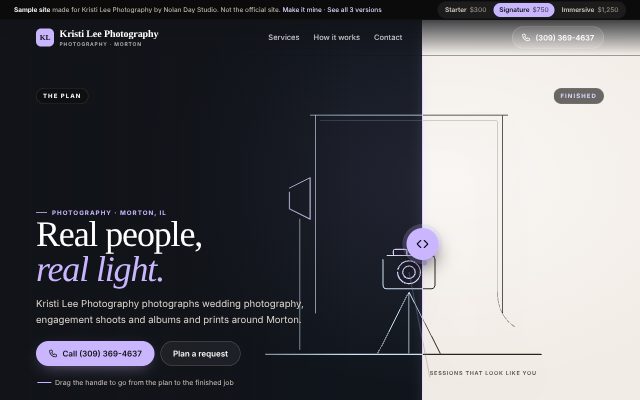 Sample site made for Kristi Lee Photography by Nolan Day Studio. Not the official site. Make it mine · See all 3 versions
Starter $300 Signature $750 Immersive $1,250
KL Kristi Lee Photography
PHOTOGRAPHY · MORTON
Services How it works Contact
(309) 369-4637
THE PLAN
FINISHED
PHOTOGRAPHY · MORTON, IL
Real people,
real light.
Kristi Lee Photography photographs wedding photography,
engagement shoots and albums and prints around Morton.
Call (309) 369-4637 Plan a request
Drag the handle to go from the plan to the finished job
SESSIONS THAT LOOK LIKE YOU